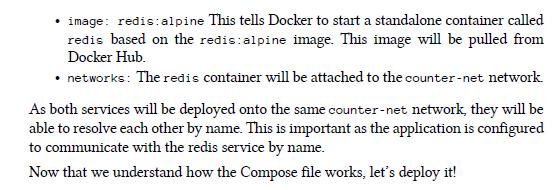 • image: redis:alpine This tells Docker to start a standalone container called
redis based on the redis:alpine image. This image will be pulled from
Docker Hub.
• networks: The redis container will be attached to the counter-net network.
As both services will be deployed onto the same counter-net network, they will be
able to resolve each other by name. This is important as the application is configured
to communicate with the redis service by name.
Now that we understand how the Compose file works, let’s deploy it!